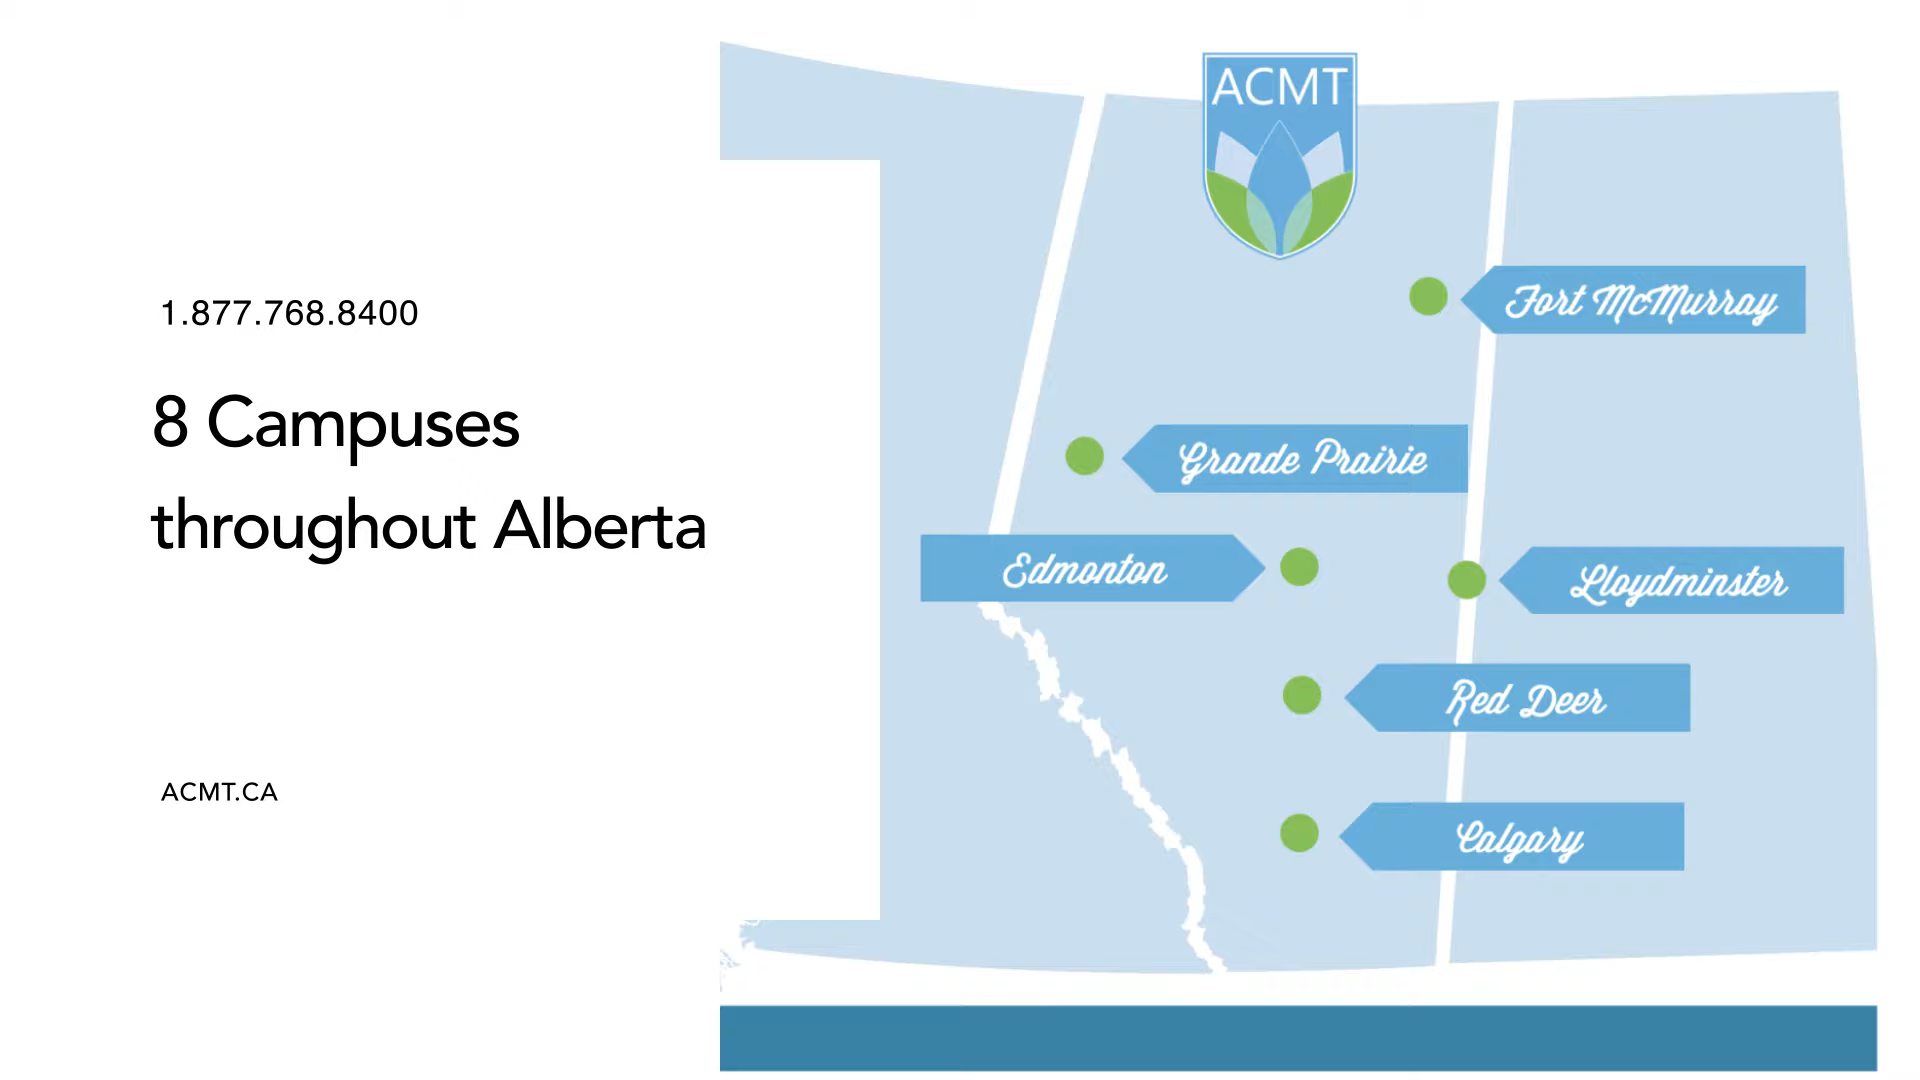 ACMT
1.877.768.8400
8 Campuses
throughout Alberta
ACMT.CA
Fort McMurray
Grande Prairie
Edmonton
Lloydminster
Red Deer
Calgary